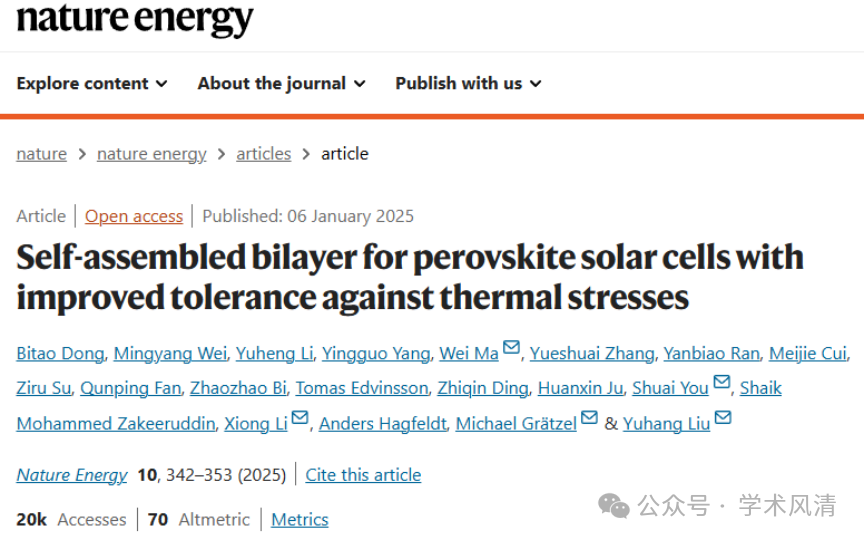 nature energy
Explore content About the journal Publish with us
nature > nature energy > articles > article
Article | Open access | Published: 06 January 2025
Self-assembled bilayer for perovskite solar cells with
improved tolerance against thermal stresses
Bitao Dong, Mingyang Wei, Yuheng Li, Yingguo Yang, Wei Ma, Yueshuai Zhang, Yanbiao Ran, Meijie Cui,
Ziru Su, Qunping Fan, Zhaozhao Bi, Tomas Edvinsson, Zhiqin Ding, Huanxin Ju, Shuai You, Shaik
Mohammed Zakeeruddin, Xiong Li, Anders Hagfeldt, Michael Grätzel & Yuhang Liu
Nature Energy 10, 342–353 (2025) | Cite this article
20k Accesses | 70 Altmetric | Metrics
公众号 · 学术风清